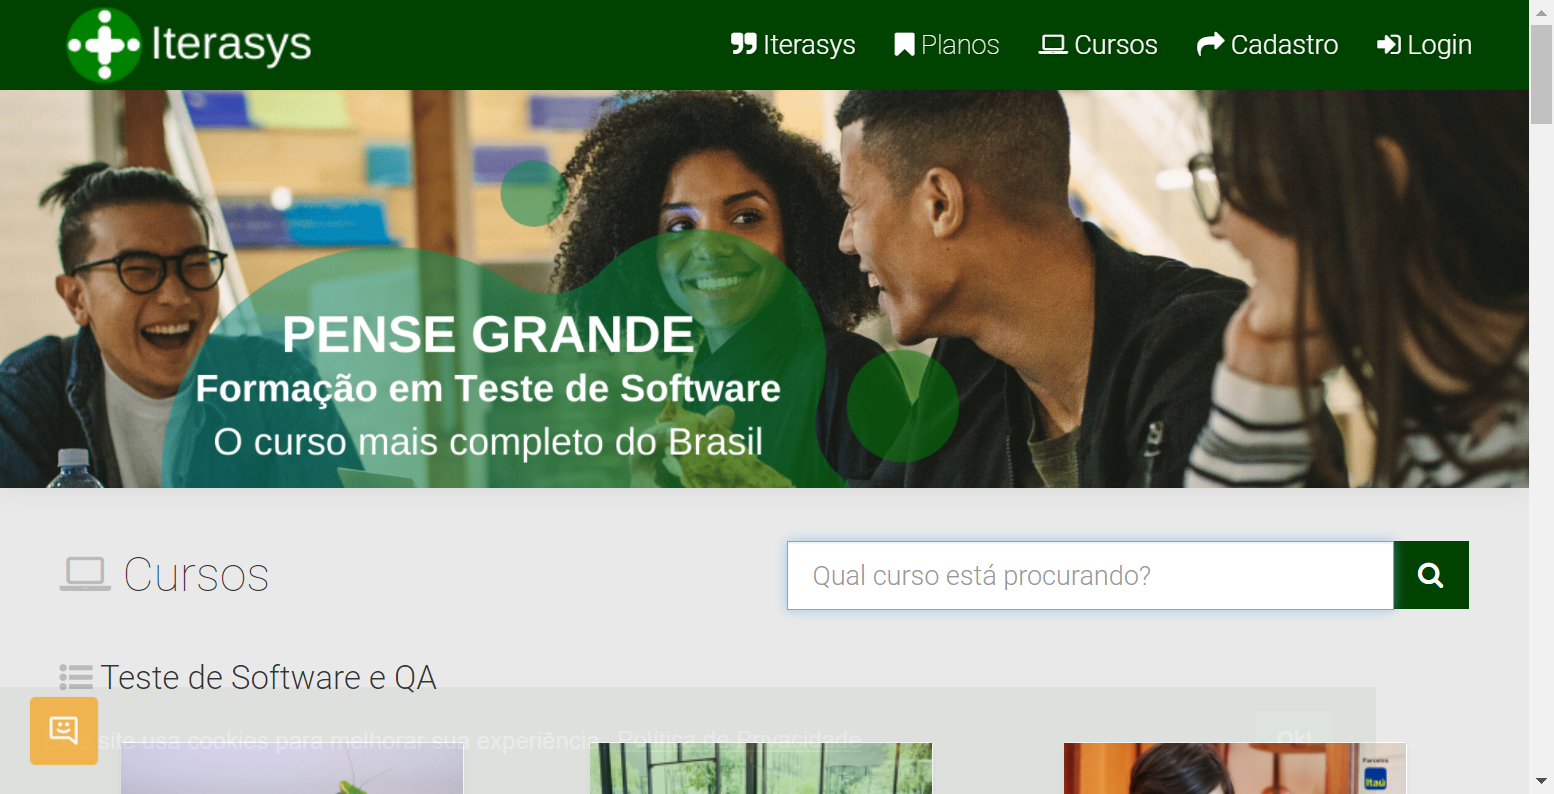 Iterasys
Iterasys Planos Cursos Cadastro Login
PENSE GRANDE
Formação em Teste de Software
O curso mais completo do Brasil
Cursos
Qual curso está procurando?
Teste de Software e QA
site usa cookies para melhorar sua experiência. Política de Privacidade
Ok!
Parceiro
Itaú